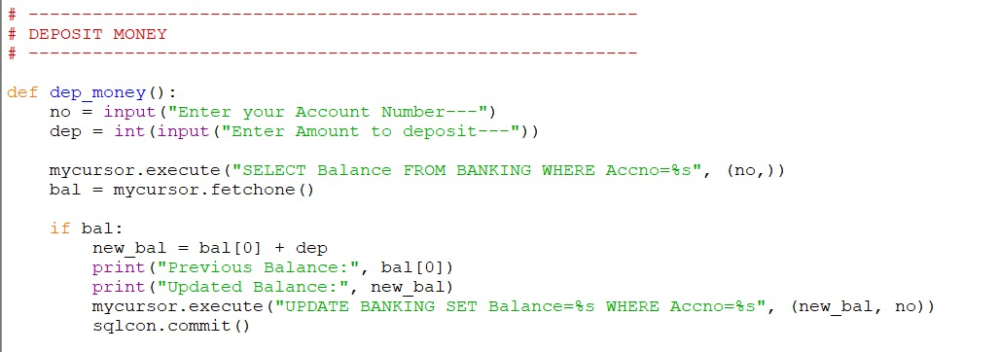 # ---------------------------------------------------------
# DEPOSIT MONEY
# ---------------------------------------------------------
def dep_money():
    no = input("Enter your Account Number---")
    dep = int(input("Enter Amount to deposit---"))
    mycursor.execute("SELECT Balance FROM BANKING WHERE Accno=%s", (no,))
    bal = mycursor.fetchone()
    if bal:
        new_bal = bal[0] + dep
        print("Previous Balance:", bal[0])
        print("Updated Balance:", new_bal)
        mycursor.execute("UPDATE BANKING SET Balance=%s WHERE Accno=%s", (new_bal, no))
        sqlcon.commit()